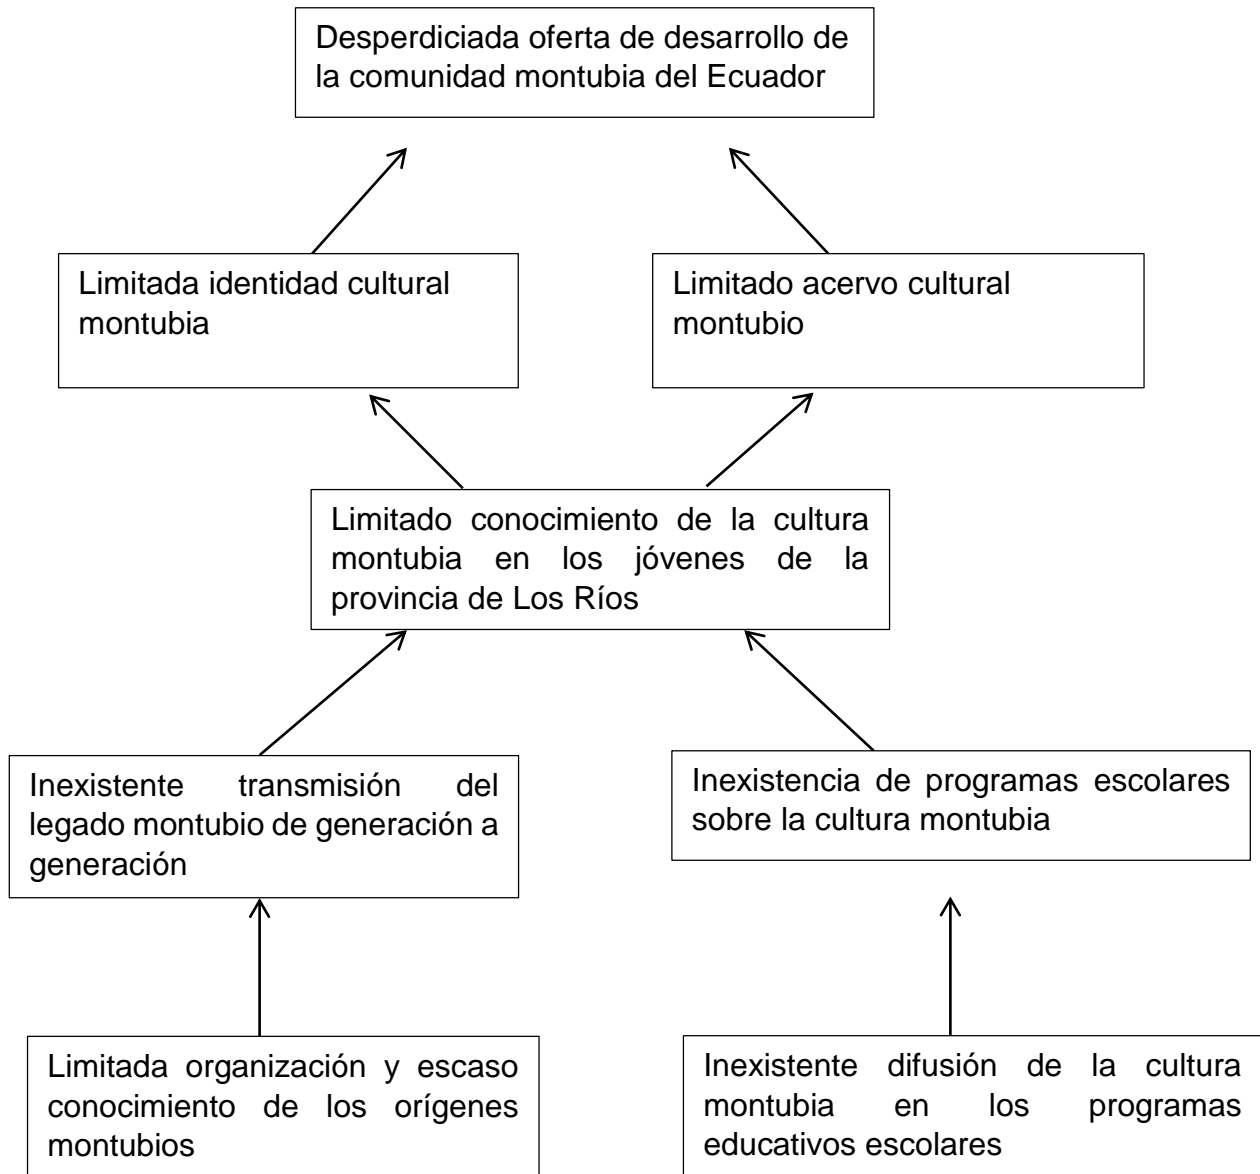 Desperdiciada oferta de desarrollo de
la comunidad montubia del Ecuador
Limitada identidad cultural
montubia
Limitado acervo cultural
montubio
Limitado conocimiento de la cultura
montubia en los jóvenes de la
provincia de Los Ríos
Inexistente transmisión del
legado montubio de generación a
generación
Inexistencia de programas escolares
sobre la cultura montubia
Limitada organización y escaso
conocimiento de los orígenes
montubios
Inexistente difusión de la cultura
montubia en los programas
educativos escolares